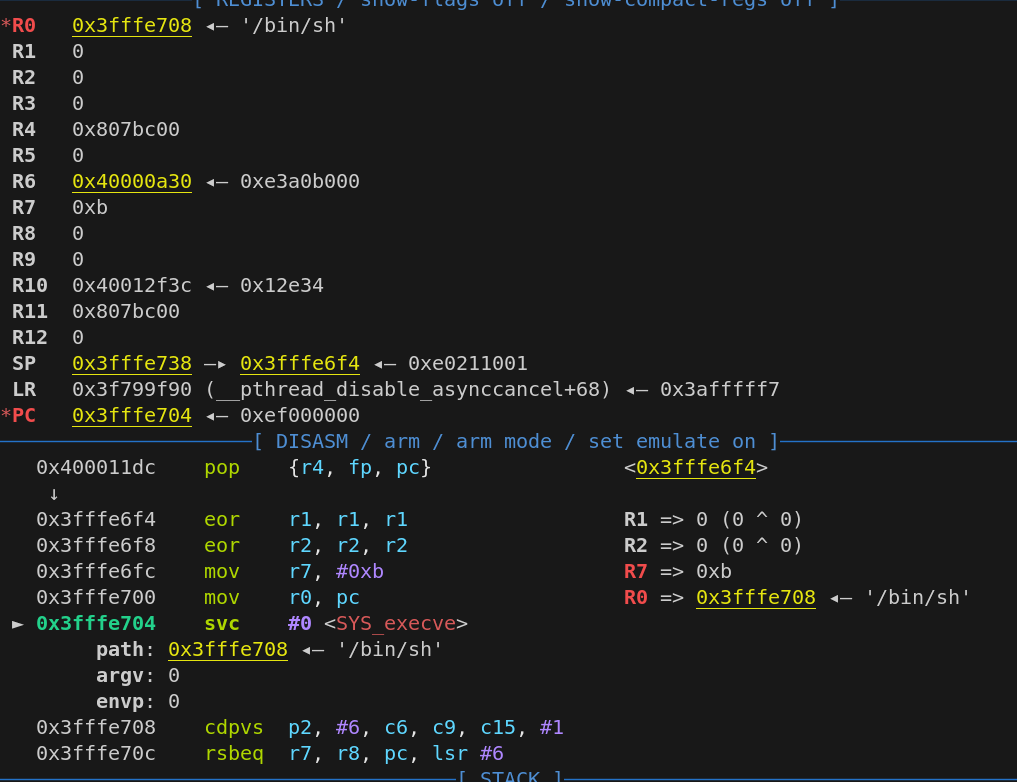 [ REGISTERS / show-flags off / show-compact-regs off ]
*R0   0x3fffe708 ◂— '/bin/sh'
 R1   0
 R2   0
 R3   0
 R4   0x807bc00
 R5   0
 R6   0x40000a30 ◂— 0xe3a0b000
 R7   0xb
 R8   0
 R9   0
 R10  0x40012f3c ◂— 0x12e34
 R11  0x807bc00
 R12  0
 SP   0x3fffe738 —▸ 0x3fffe6f4 ◂— 0xe0211001
 LR   0x3f799f90 (__pthread_disable_asynccancel+68) ◂— 0x3afffff7
*PC   0x3fffe704 ◂— 0xef000000
[ DISASM / arm / arm mode / set emulate on ]
   0x400011dc    pop    {r4, fp, pc}                <0x3fffe6f4>
    ↓
   0x3fffe6f4    eor    r1, r1, r1                  R1 => 0 (0 ^ 0)
   0x3fffe6f8    eor    r2, r2, r2                  R2 => 0 (0 ^ 0)
   0x3fffe6fc    mov    r7, #0xb                    R7 => 0xb
   0x3fffe700    mov    r0, pc                      R0 => 0x3fffe708 ◂— '/bin/sh'
 ► 0x3fffe704    svc    #0 <SYS_execve>
        path: 0x3fffe708 ◂— '/bin/sh'
        argv: 0
        envp: 0
   0x3fffe708    cdpvs  p2, #6, c6, c9, c15, #1
   0x3fffe70c    rsbeq  r7, r8, pc, lsr #6
[ STACK ]